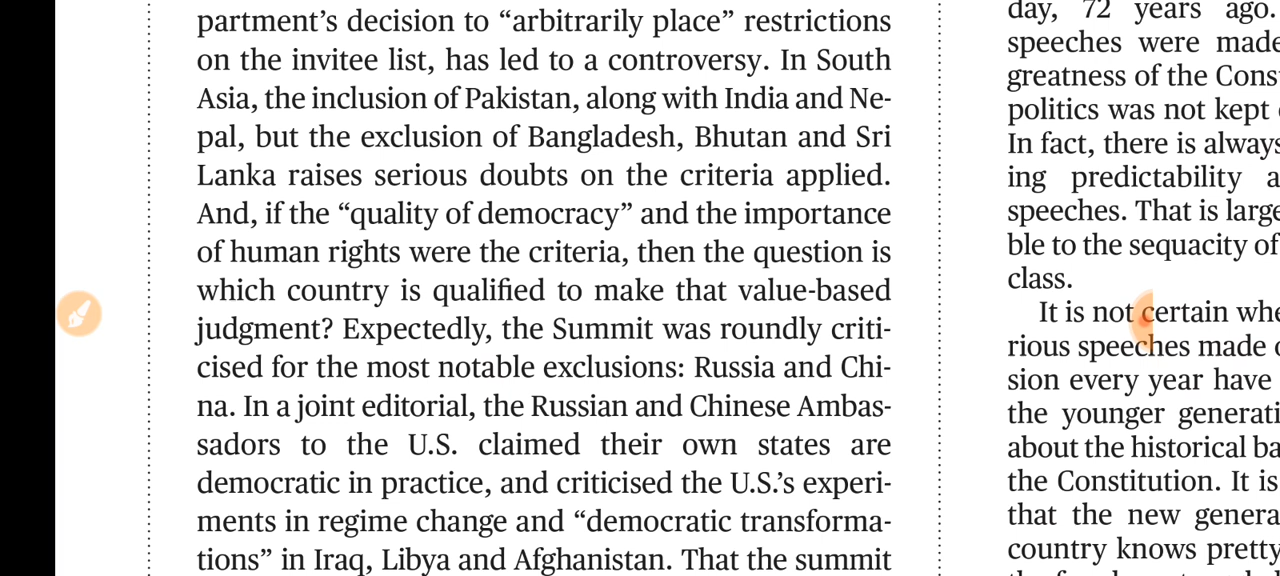 partment’s decision to “arbitrarily place” restrictions
on the invitee list, has led to a controversy. In South
Asia, the inclusion of Pakistan, along with India and Ne-
pal, but the exclusion of Bangladesh, Bhutan and Sri
Lanka raises serious doubts on the criteria applied.
And, if the “quality of democracy” and the importance
of human rights were the criteria, then the question is
which country is qualified to make that value-based
judgment? Expectedly, the Summit was roundly criti-
cised for the most notable exclusions: Russia and Chi-
na. In a joint editorial, the Russian and Chinese Ambas-
sadors to the U.S. claimed their own states are
democratic in practice, and criticised the U.S.’s experi-
ments in regime change and “democratic transforma-
tions” in Iraq, Libya and Afghanistan. That the summit
day, 72 years ago.
speeches were made
greatness of the Cons
politics was not kept
In fact, there is always
ing predictability a
speeches. That is large
ble to the sequacity of
class.
It is not certain whe
rious speeches made
sion every year have
the younger generati
about the historical ba
the Constitution. It is
that the new genera
country knows pretty